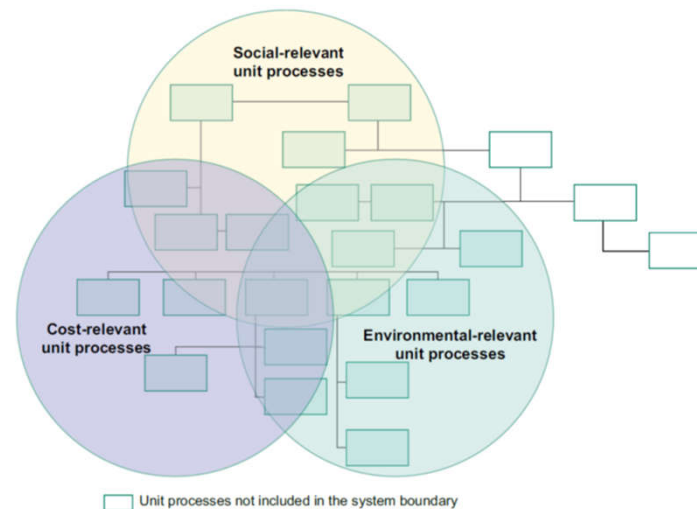 Social-relevant
unit processes
Cost-relevant
unit processes
Environmental-relevant
unit processes
Unit processes not included in the system boundary